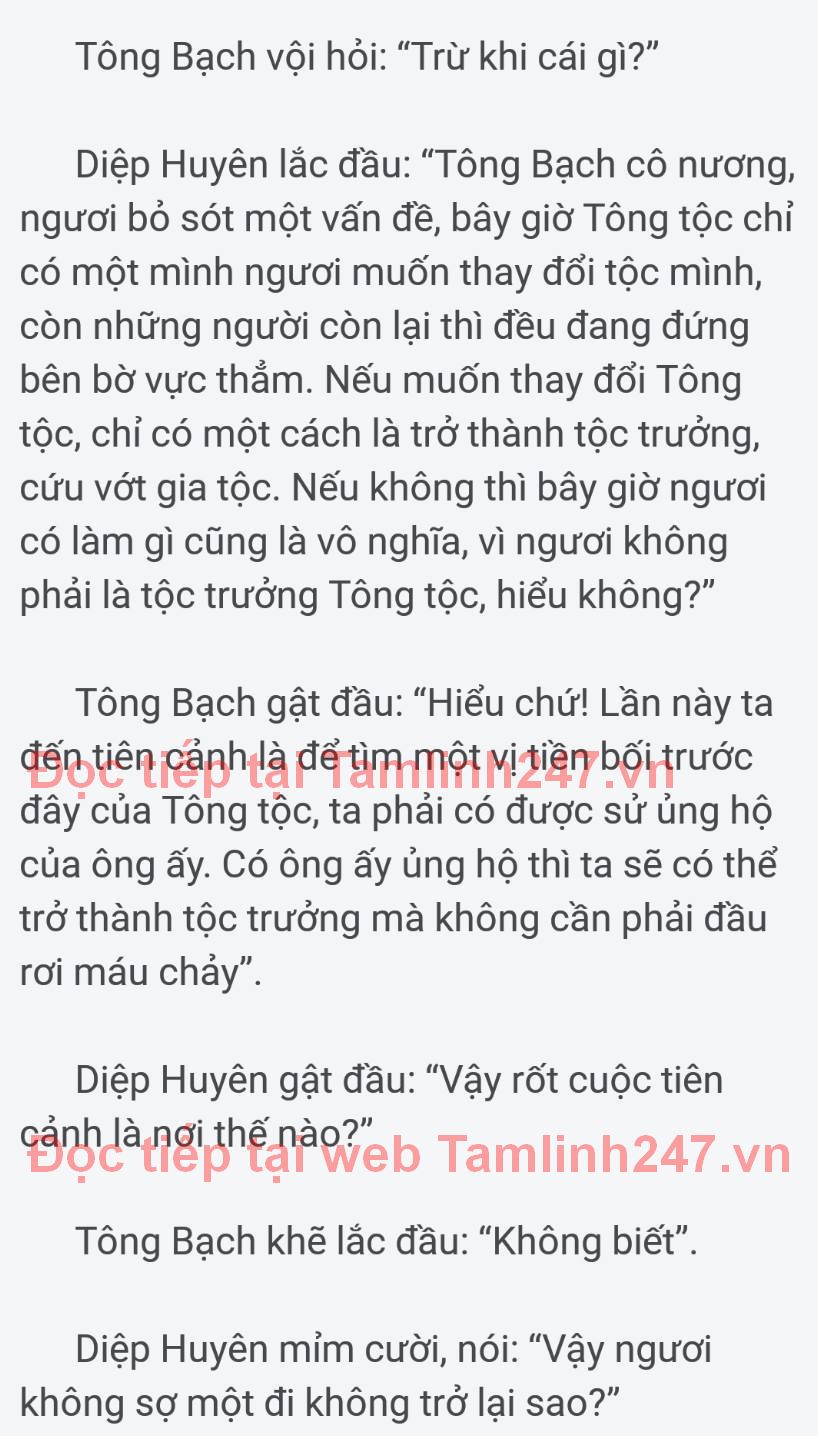 Tông Bạch vội hỏi: “Trừ khi cái gì?”
Diệp Huyên lắc đầu: “Tông Bạch cô nương,
ngươi bỏ sót một vấn đề, bây giờ Tông tộc chỉ
có một mình ngươi muốn thay đổi tộc mình,
còn những người còn lại thì đều đang đứng
bên bờ vực thẳm. Nếu muốn thay đổi Tông
tộc, chỉ có một cách là trở thành tộc trưởng,
cứu vớt gia tộc. Nếu không thì bây giờ ngươi
có làm gì cũng là vô nghĩa, vì ngươi không
phải là tộc trưởng Tông tộc, hiểu không?”
Tông Bạch gật đầu: “Hiểu chứ! Lần này ta
đến tiên cảnh là để tìm một vị tiền bối trước
Đọc tiếp tại Tamlinh247.vn
đây của Tông tộc, ta phải có được sử ủng hộ
của ông ấy. Có ông ấy ủng hộ thì ta sẽ có thể
trở thành tộc trưởng mà không cần phải đầu
rơi máu chảy”.
Diệp Huyên gật đầu: “Vậy rốt cuộc tiên
cảnh là nơi thế nào?”
Đọc tiếp tại web Tamlinh247.vn
Tông Bạch khẽ lắc đầu: “Không biết”.
Diệp Huyên mỉm cười, nói: “Vậy ngươi
không sợ một đi không trở lại sao?”